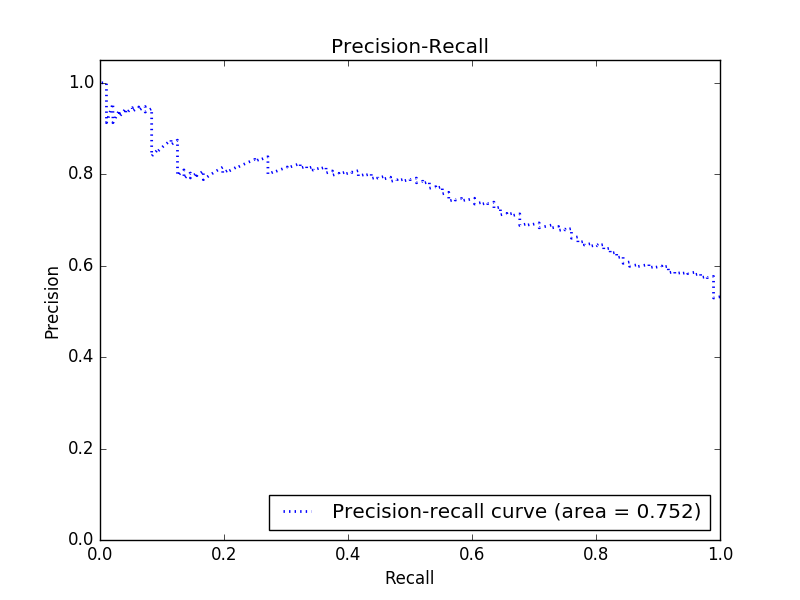 Precision-Recall
1.0
0.8
0.6
0.4
0.2
0.0
Precision
Precision-recall curve (area = 0.752)
0.0 0.2 0.4 0.6 0.8 1.0
Recall